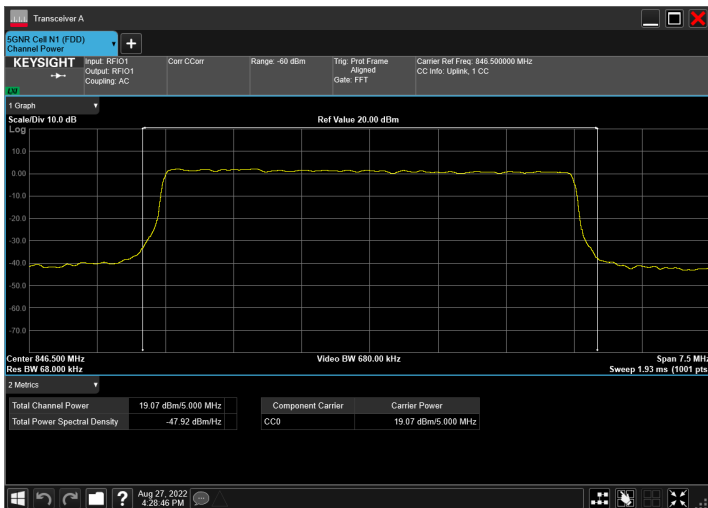 Transceiver A
5GNR Cell N1 (FDD)
Channel Power
KEYSIGHT
LXI
Input: RFIO1
Output: RFIO1
Coupling: AC
Corr CCorr
Range: -60 dBm
Trig: Prot Frame
Aligned
Gate: FFT
Carrier Ref Freq: 846.500000 MHz
CC Info: Uplink, 1 CC
1 Graph
Scale/Div 10.0 dB
Ref Value 20.00 dBm
Log
10.0
0.00
-10.0
-20.0
-30.0
-40.0
-50.0
-60.0
-70.0
Center 846.500 MHz
Video BW 680.00 kHz
Span 7.5 MHz
Res BW 68.000 kHz
Sweep 1.93 ms (1001 pts
2 Metrics
Total Channel Power 19.07 dBm/5.000 MHz
Total Power Spectral Density -47.92 dBm/Hz
Component Carrier Carrier Power
CC0 19.07 dBm/5.000 MHz
Aug 27, 2022
4:28:46 PM